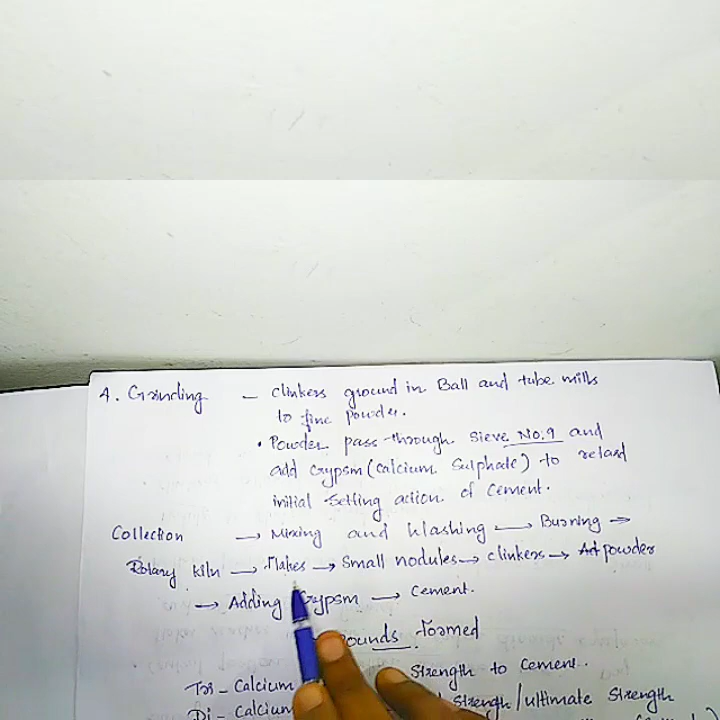 4. Grinding - clinkers ground in Ball and tube mills
to fine powder.
• Powder pass through Sieve No.9 and
add Gypsm (Calcium Sulphate) to retard
initial setting action of Cement.
Collection → Mixing and Washing → Burning →
Rotary kiln → Flakes → Small nodules → clinkers → powder
→ Adding Gypsm → Cement.
ounds formed
Tri - Calcium Strength to Cement.
Di - Calcium Strength / ultimate Strength